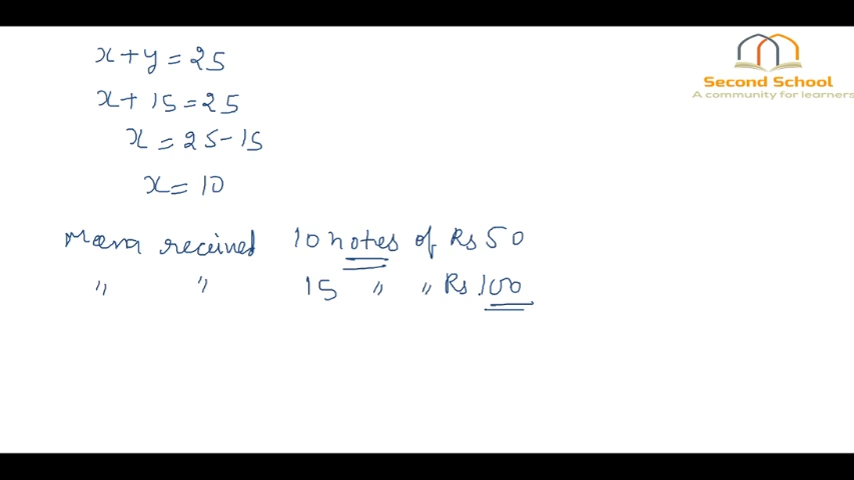 x + y = 25
Second School
A community for learners
x + 15 = 25
x = 25 - 15
x = 10
Meena received 10 notes of Rs 50
" " 15 " " Rs 100